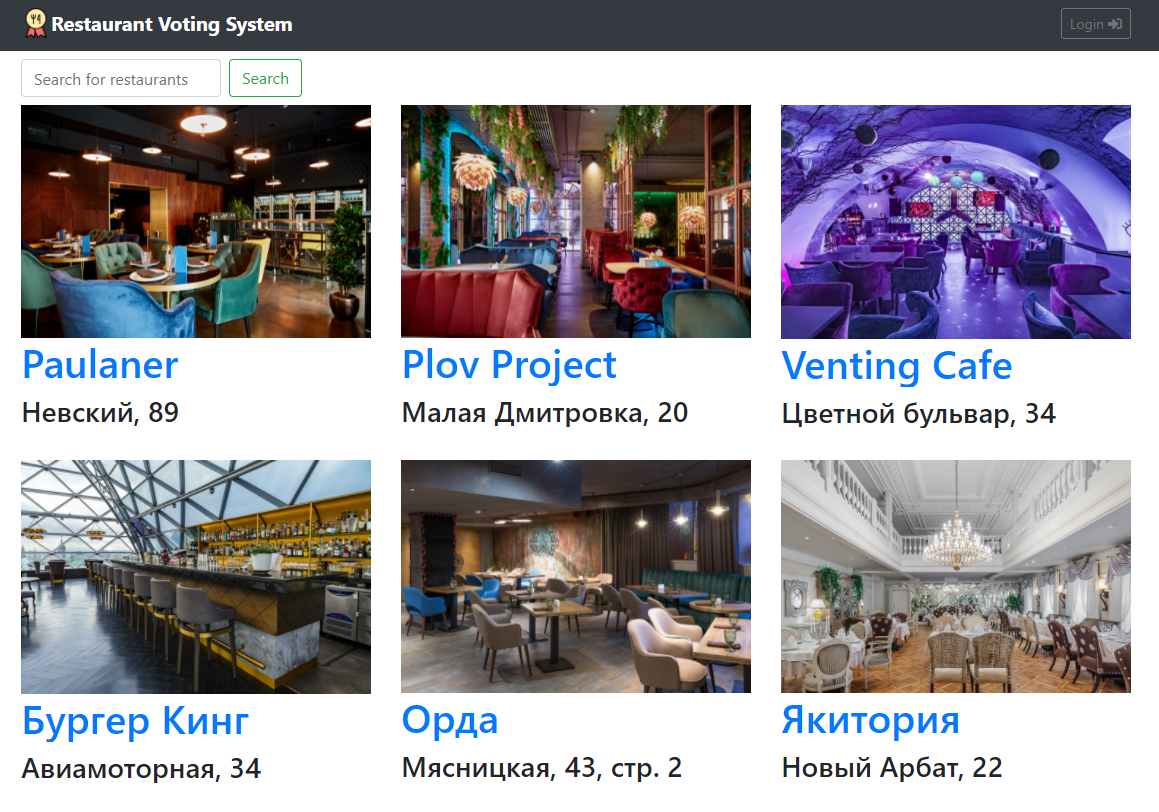 Restaurant Voting System
Login
Search for restaurants
Search
Paulaner
Невский, 89
Plov Project
Малая Дмитровка, 20
Venting Cafe
Цветной бульвар, 34
Бургер Кинг
Авиамоторная, 34
Орда
Мясницкая, 43, стр. 2
Якитория
Новый Арбат, 22